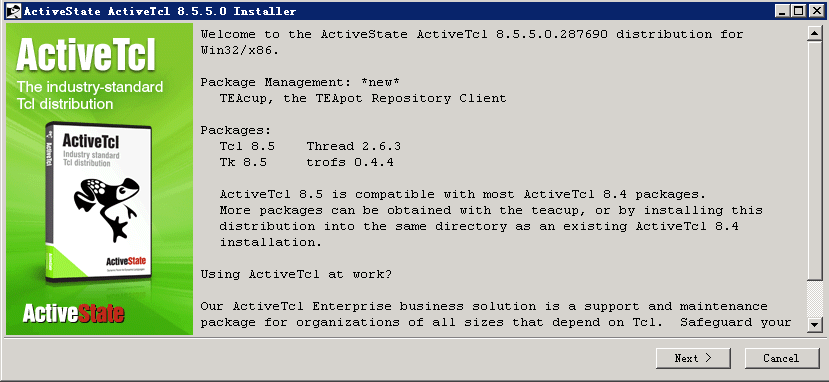 ActiveState ActiveTcl 8.5.5.0 Installer
ActiveTcl
The industry-standard
Tcl distribution
ActiveTcl
ActiveTcl
Industry standard
Tcl distribution
ActiveState
ActiveState
Welcome to the ActiveState ActiveTcl 8.5.5.0.287690 distribution for
Win32/x86.
Package Management: *new*
TEAcup, the TEApot Repository Client
Packages:
Tcl 8.5 Thread 2.6.3
Tk 8.5 trofs 0.4.4
ActiveTcl 8.5 is compatible with most ActiveTcl 8.4 packages.
More packages can be obtained with the teacup, or by installing this
distribution into the same directory as an existing ActiveTcl 8.4
installation.
Using ActiveTcl at work?
Our ActiveTcl Enterprise business solution is a support and maintenance
package for organizations of all sizes that depend on Tcl. Safeguard your
Next >
Cancel